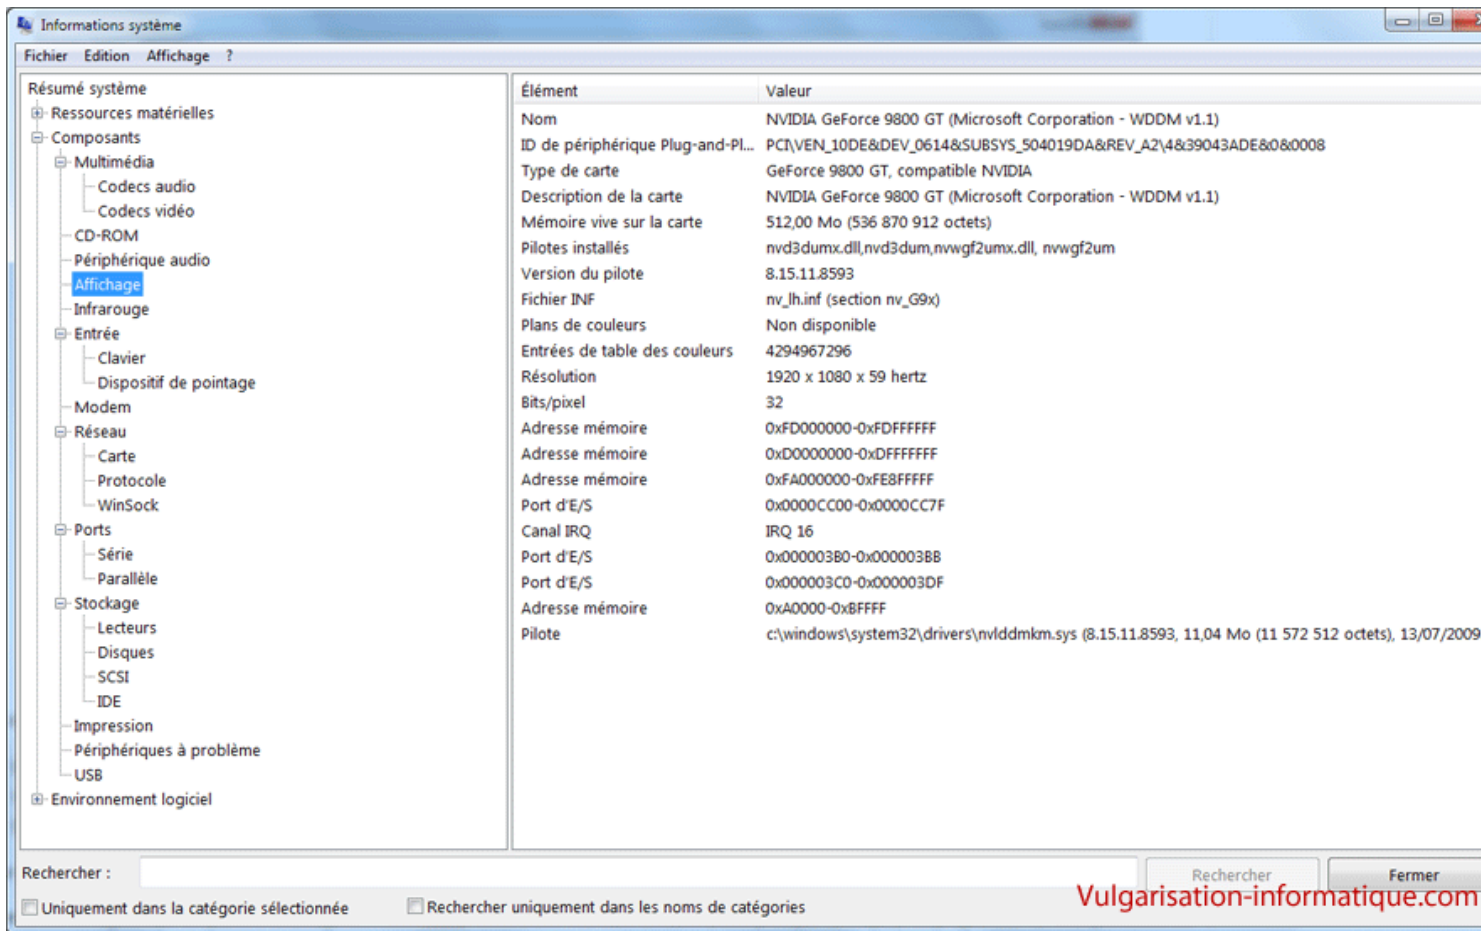 Informations système
Fichier Edition Affichage ?
Résumé système
Ressources matérielles
Composants
Multimédia
Codecs audio
Codecs vidéo
CD-ROM
Périphérique audio
Affichage
Infrarouge
Entrée
Clavier
Dispositif de pointage
Modem
Réseau
Carte
Protocole
WinSock
Ports
Série
Parallèle
Stockage
Lecteurs
Disques
SCSI
IDE
Impression
Périphériques à problème
USB
Environnement logiciel
Élément Valeur
Nom NVIDIA GeForce 9800 GT (Microsoft Corporation - WDDM v1.1)
ID de périphérique Plug-and-Pl... PCI\VEN_10DE&DEV_0614&SUBSYS_504019DA&REV_A2\4&39043ADE&0&0008
Type de carte GeForce 9800 GT, compatible NVIDIA
Description de la carte NVIDIA GeForce 9800 GT (Microsoft Corporation - WDDM v1.1)
Mémoire vive sur la carte 512,00 Mo (536 870 912 octets)
Pilotes installés nvd3dumx.dll,nvd3dum,nvwgf2umx.dll, nvwgf2um
Version du pilote 8.15.11.8593
Fichier INF nv_lh.inf (section nv_G9x)
Plans de couleurs Non disponible
Entrées de table des couleurs 4294967296
Résolution 1920 x 1080 x 59 hertz
Bits/pixel 32
Adresse mémoire 0xFD000000-0xFDFFFFFF
Adresse mémoire 0xD0000000-0xDFFFFFFF
Adresse mémoire 0xFA000000-0xFE8FFFFF
Port d'E/S 0x0000CC00-0x0000CC7F
Canal IRQ IRQ 16
Port d'E/S 0x000003B0-0x000003BB
Port d'E/S 0x000003C0-0x000003DF
Adresse mémoire 0xA0000-0xBFFFF
Pilote c:\windows\system32\drivers\nvlddmkm.sys (8.15.11.8593, 11,04 Mo (11 572 512 octets), 13/07/2009
Rechercher :
Rechercher Fermer
Uniquement dans la catégorie sélectionnée Rechercher uniquement dans les noms de catégories
Vulgarisation-informatique.com